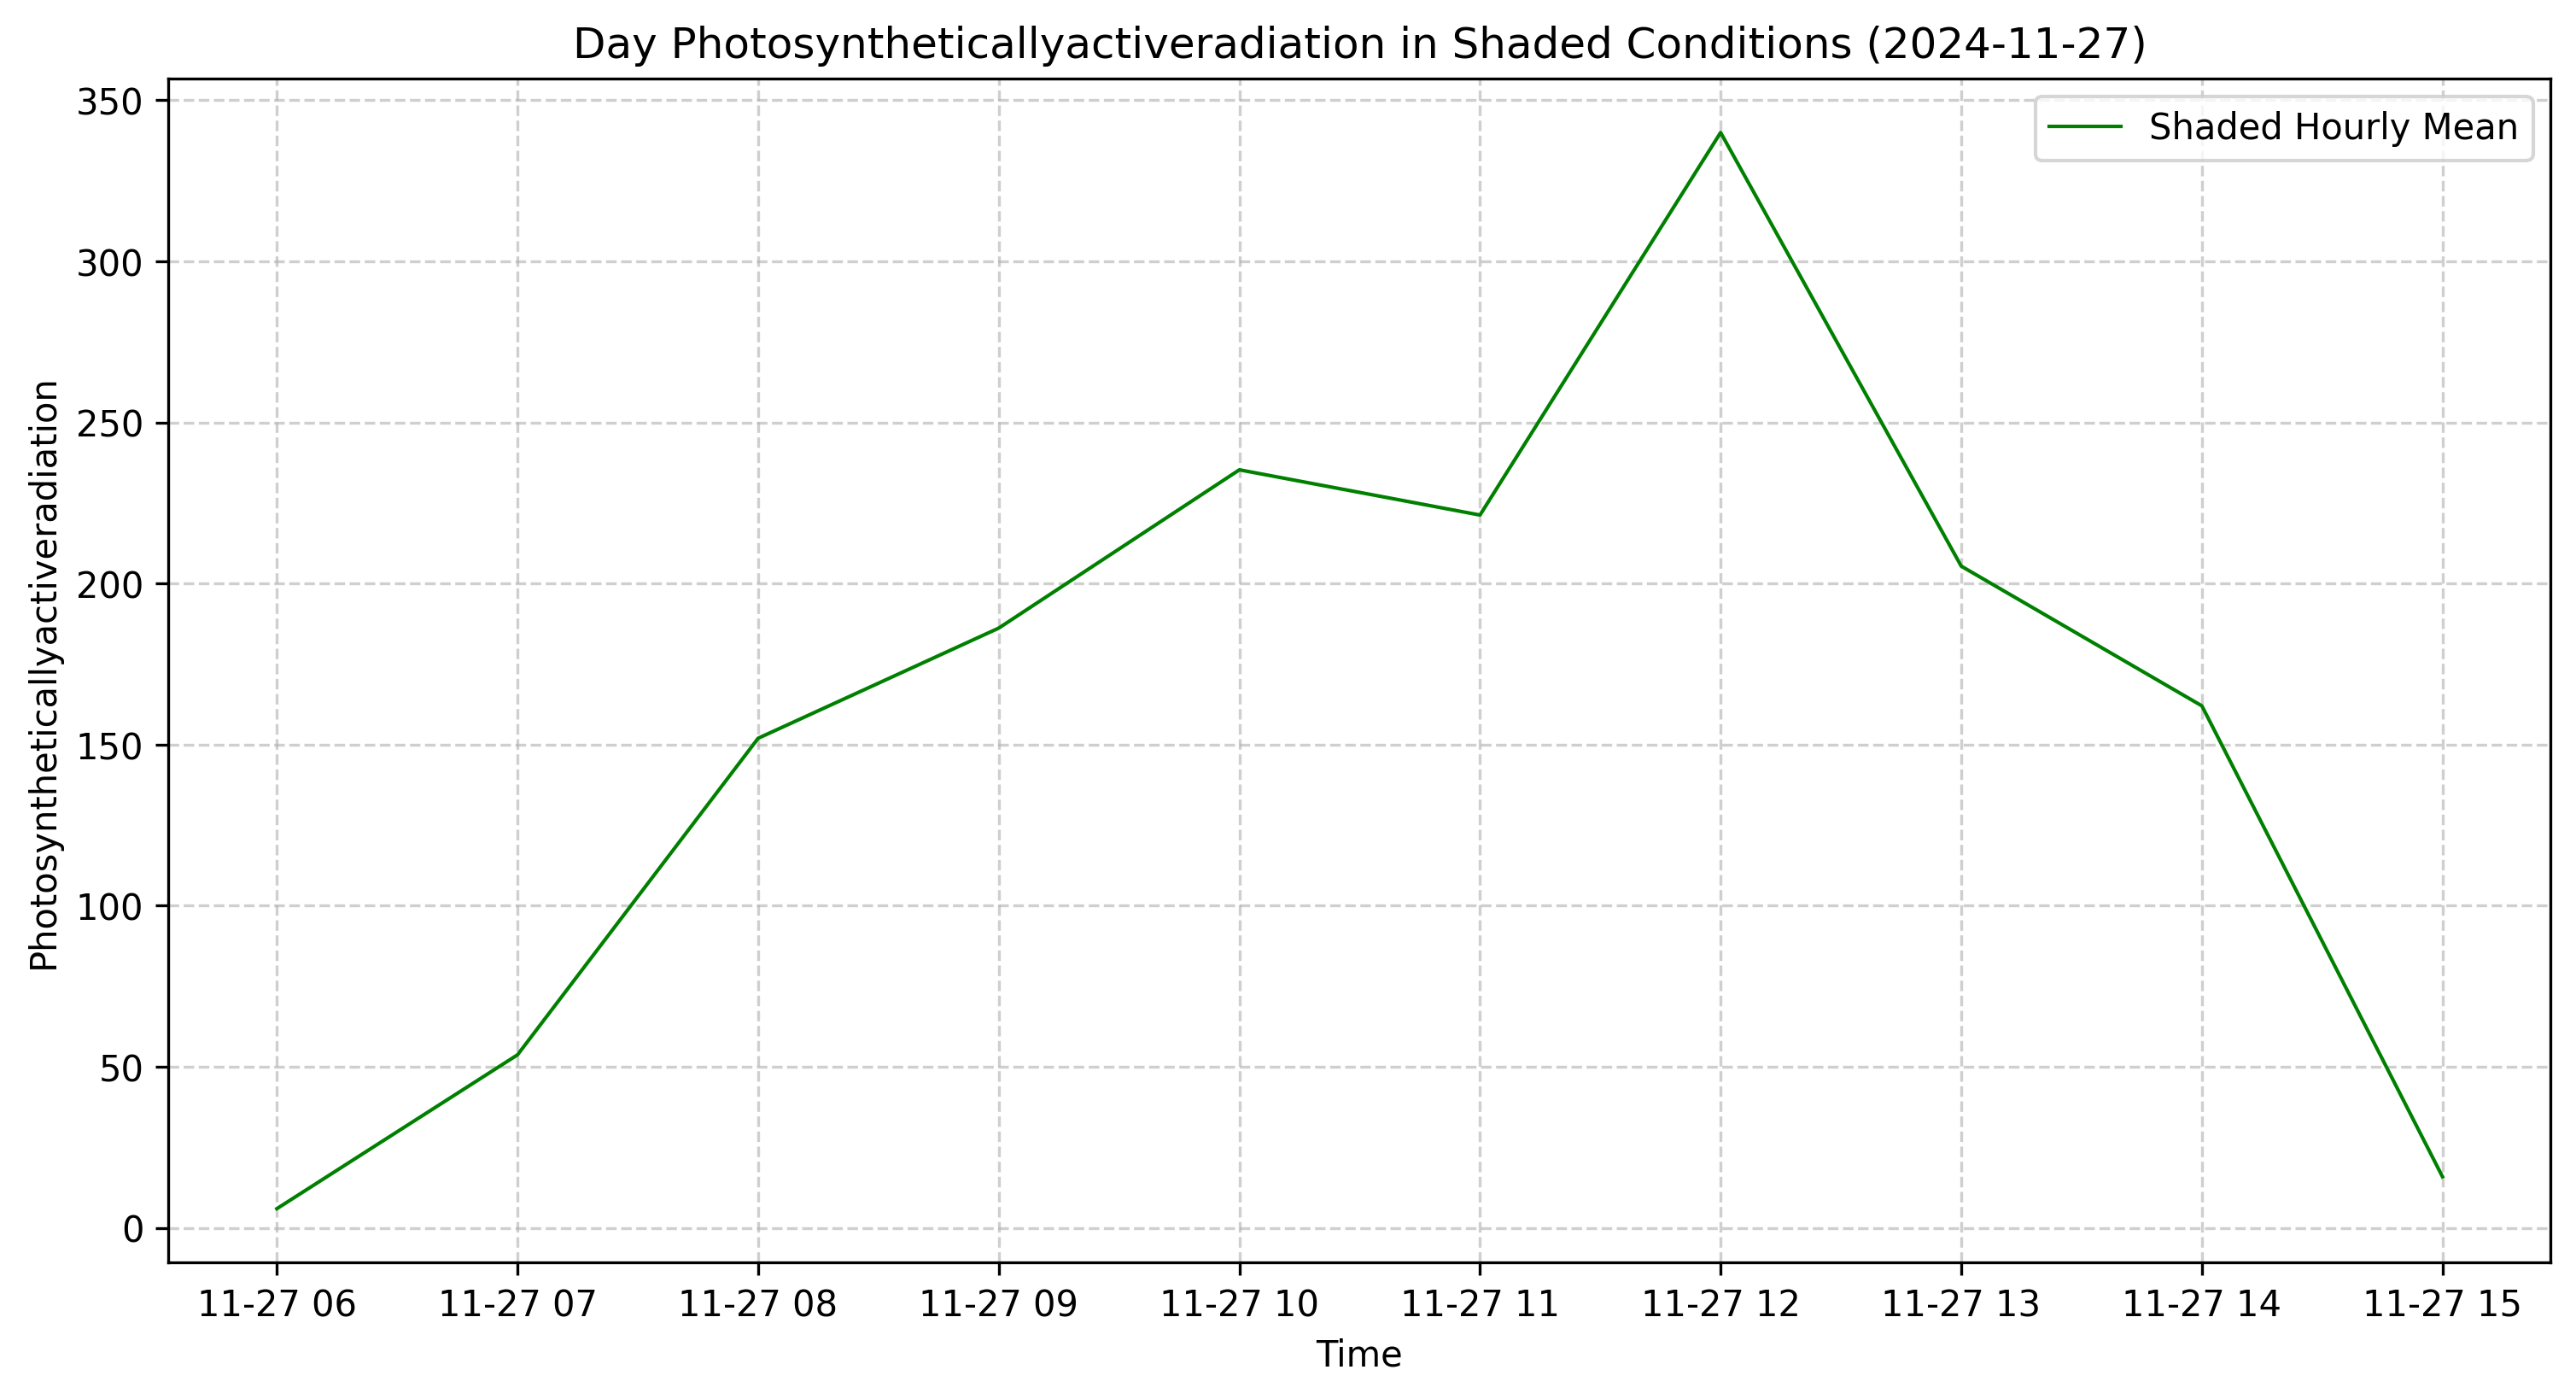 Day Photosyntheticallyactiveradiation in Shaded Conditions (2024-11-27)
Shaded Hourly Mean
Photosyntheticallyactiveradiation
350
300
250
200
150
100
50
0
11-27 06 11-27 07 11-27 08 11-27 09 11-27 10 11-27 11 11-27 12 11-27 13 11-27 14 11-27 15
Time